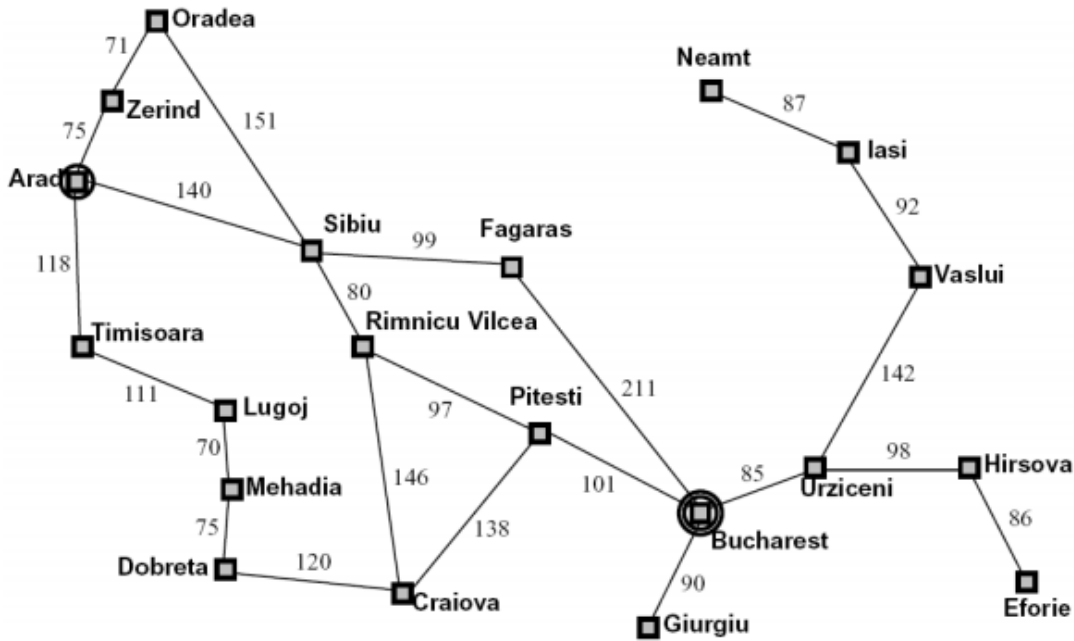 Oradea
71
Neamt
87
Zerind
151
75
Iasi
Arad
140
92
Sibiu
Fagaras
99
118
Vaslui
80
Timisoara
Rimnicu Vilcea
142
111
211
Pitesti
Lugoj
97
70
98
Hirsova
85
146
101
Urziceni
Mehadia
86
75
138
Bucharest
Dobreta
120
90
Craiova
Eforie
Giurgiu